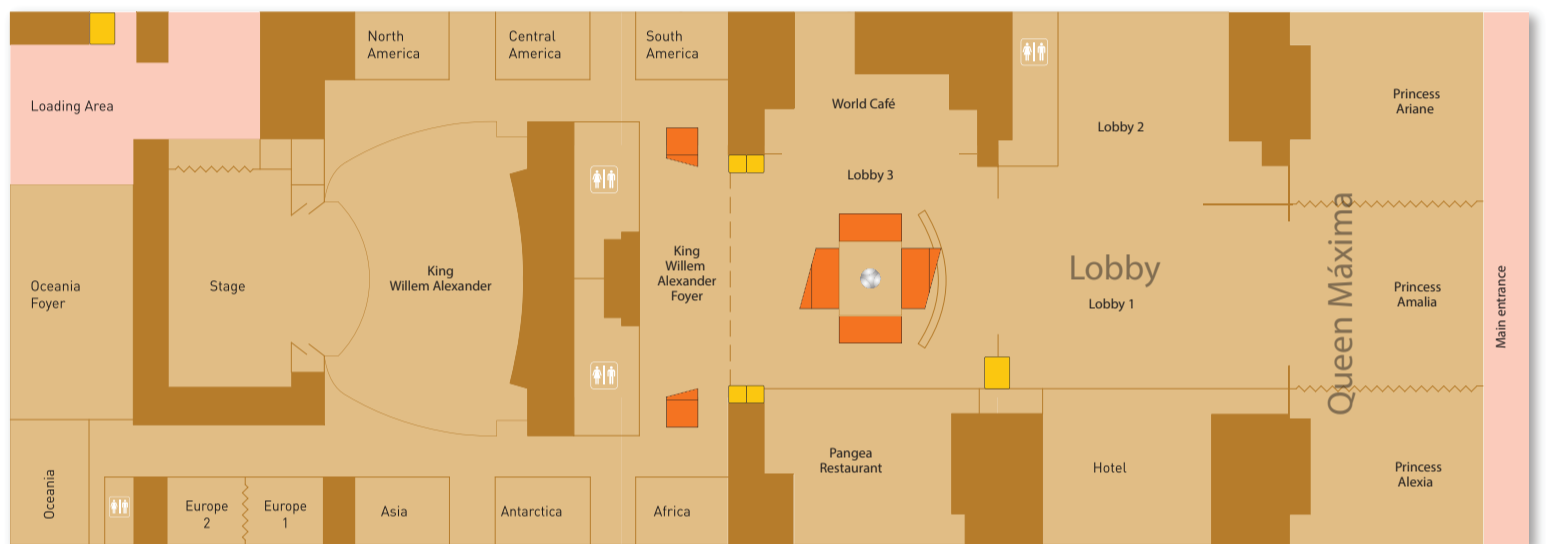 North
America
Central
America
South
America
Loading Area
World Café
Lobby 2
Princess
Ariane
Lobby 3
Oceania
Foyer
Stage
King
Willem Alexander
King
Willem
Alexander
Foyer
Lobby
Lobby 1
Queen Máxima
Princess
Amalia
Main entrance
Oceania
Europe
2
Europe
1
Asia
Antarctica
Africa
Pangea
Restaurant
Hotel
Princess
Alexia